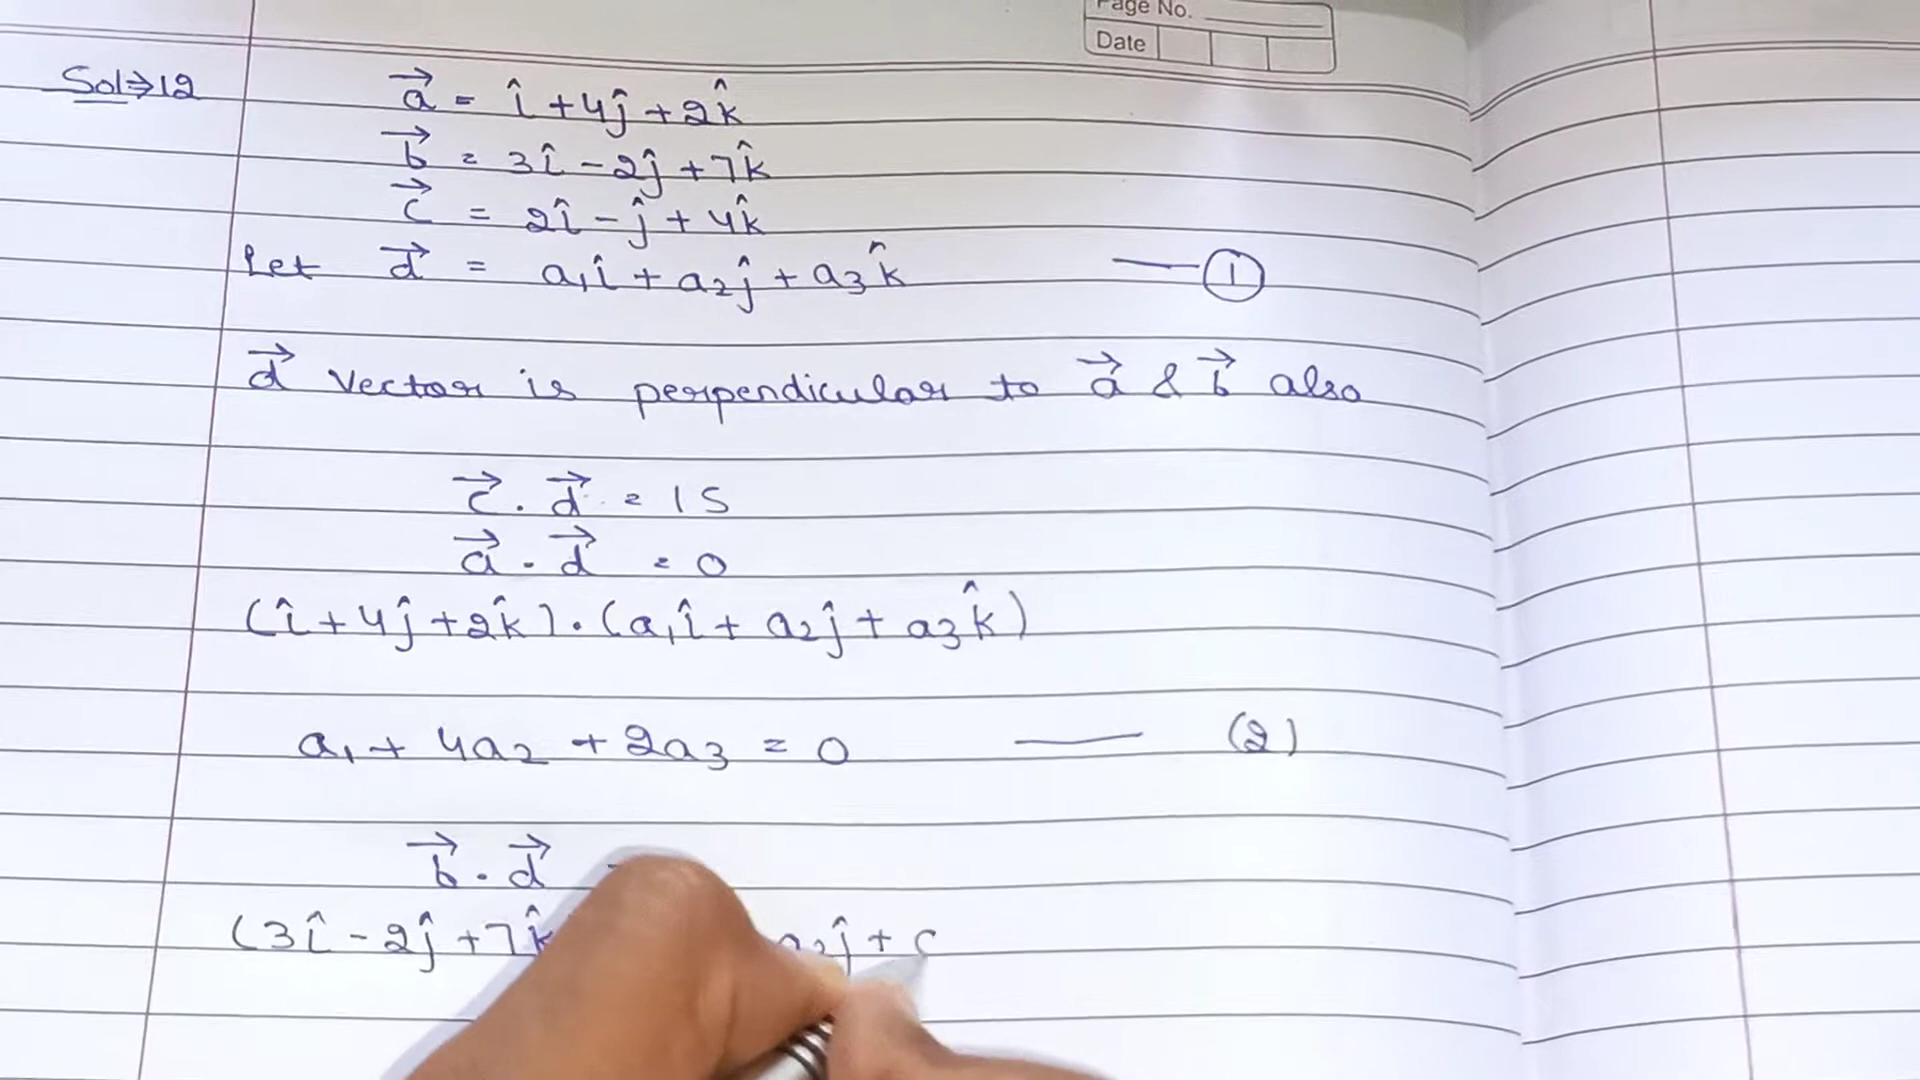 Page No.
Date
Sol⇒12
a⃗ = î + 4ĵ + 2k̂
b⃗ = 3î - 2ĵ + 7k̂
c⃗ = 2î - ĵ + 4k̂
Let d⃗ = a₁î + a₂ĵ + a₃k̂ — ①
d⃗ vector is perpendicular to a⃗ & b⃗ also
c⃗ . d⃗ = 15
a⃗ . d⃗ = 0
(î + 4ĵ + 2k̂) . (a₁î + a₂ĵ + a₃k̂)
a₁ + 4a₂ + 2a₃ = 0 — (2)
b⃗ . d⃗
(3î - 2ĵ + 7k̂ a₂ĵ +